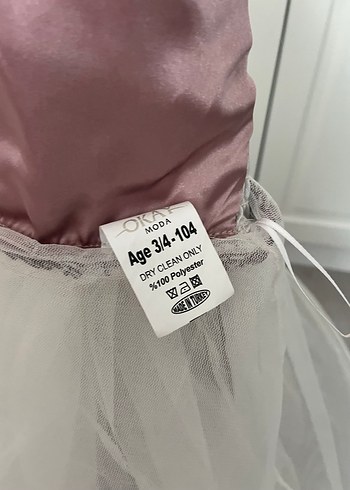 OKAY
MODA
Age 3/4-104
DRY CLEAN ONLY
%100 Polyester
MADE IN TURKEY